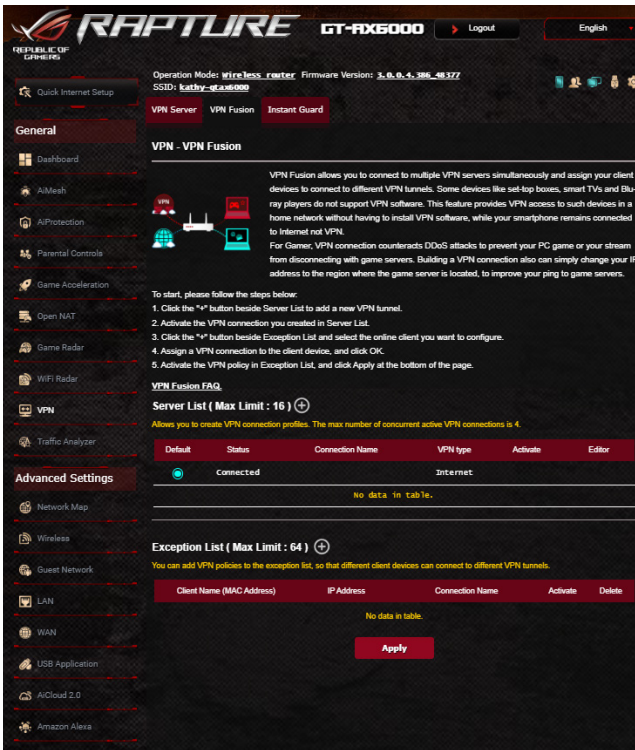 RAPTURE GT-AX6000 Logout English
REPUBLIC OF
GAMERS
Quick Internet Setup
General
Dashboard
AiMesh
AiProtection
Parental Controls
Game Acceleration
Open NAT
Game Radar
WiFi Radar
VPN
Traffic Analyzer
Advanced Settings
Network Map
Wireless
Guest Network
LAN
WAN
USB Application
AiCloud 2.0
Amazon Alexa
Operation Mode: Wireless router Firmware Version: 3.0.0.4.386_48377
SSID: kathy-gtax6000
VPN Server VPN Fusion Instant Guard
VPN - VPN Fusion
VPN
VPN Fusion allows you to connect to multiple VPN servers simultaneously and assign your client
devices to connect to different VPN tunnels. Some devices like set-top boxes, smart TVs and Blu-
ray players do not support VPN software. This feature provides VPN access to such devices in a
home network without having to install VPN software, while your smartphone remains connected
to Internet not VPN.
For Gamer, VPN connection counteracts DDoS attacks to prevent your PC game or your stream
from disconnecting with game servers. Building a VPN connection also can simply change your IP
address to the region where the game server is located, to improve your ping to game servers.
To start, please follow the steps below:
1. Click the "+" button beside Server List to add a new VPN tunnel.
2. Activate the VPN connection you created in Server List.
3. Click the "+" button beside Exception List and select the online client you want to configure.
4. Assign a VPN connection to the client device, and click OK.
5. Activate the VPN policy in Exception List, and click Apply at the bottom of the page.
VPN Fusion FAQ.
Server List ( Max Limit : 16 )
Allows you to create VPN connection profiles. The max number of concurrent active VPN connections is 4.
Default Status Connection Name VPN type Activate Editor
Connected Internet
No data in table.
Exception List ( Max Limit : 64 )
You can add VPN policies to the exception list, so that different client devices can connect to different VPN tunnels.
Client Name (MAC Address) IP Address Connection Name Activate Delete
No data in table.
Apply